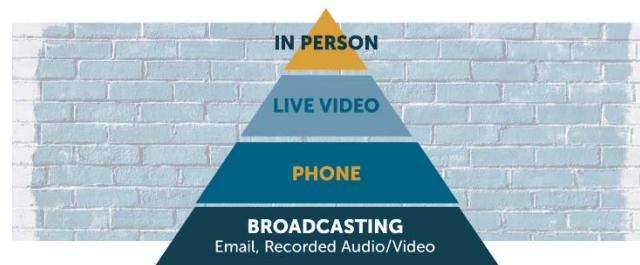 IN PERSON
LIVE VIDEO
PHONE
BROADCASTING
Email, Recorded Audio/Video